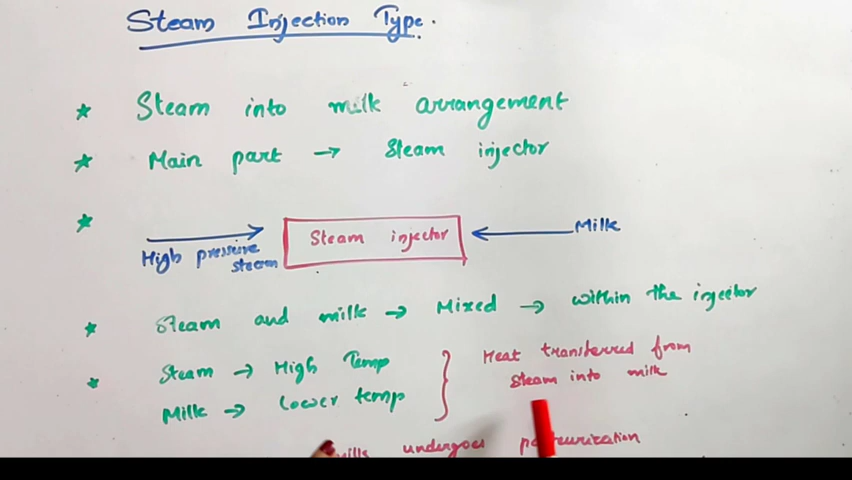 Steam Injection Type.
★ Steam into milk arrangement
★ Main part → Steam injector
★
High pressive steam → Steam injector ← Milk
★ Steam and milk → Mixed → within the injector
★ Steam → High Temp
Milk → Lower temp
} Heat transferred from
steam into milk
undergoes